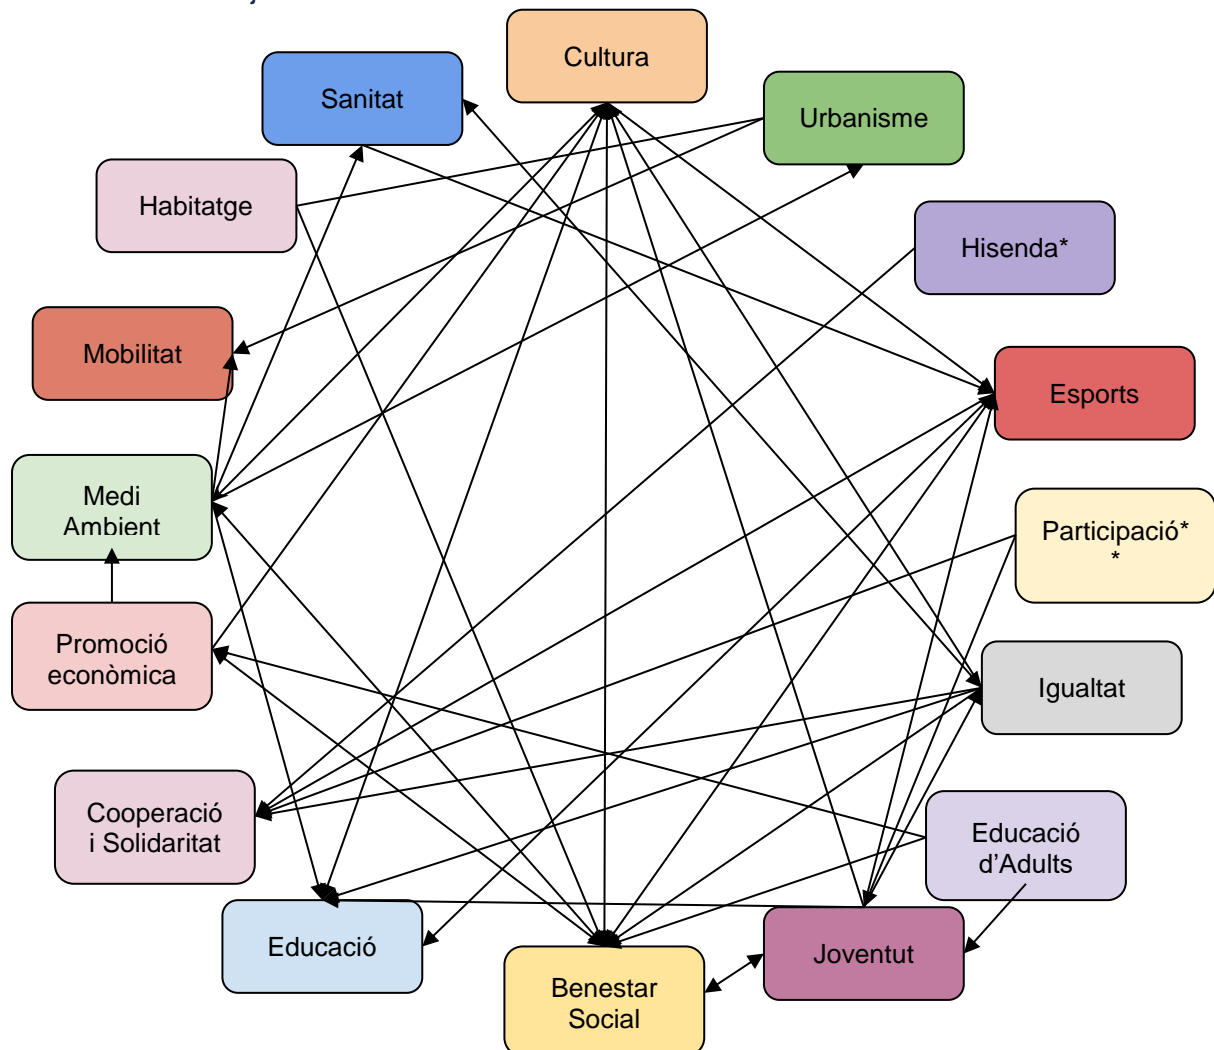 Cultura
Sanitat
Urbanisme
Habitatge
Hisenda*
Mobilitat
Esports
Medi
Ambient
Participació*
*
Promoció
econòmica
Igualtat
Cooperació
i Solidaritat
Educació
d’Adults
Educació
Joventut
Benestar
Social